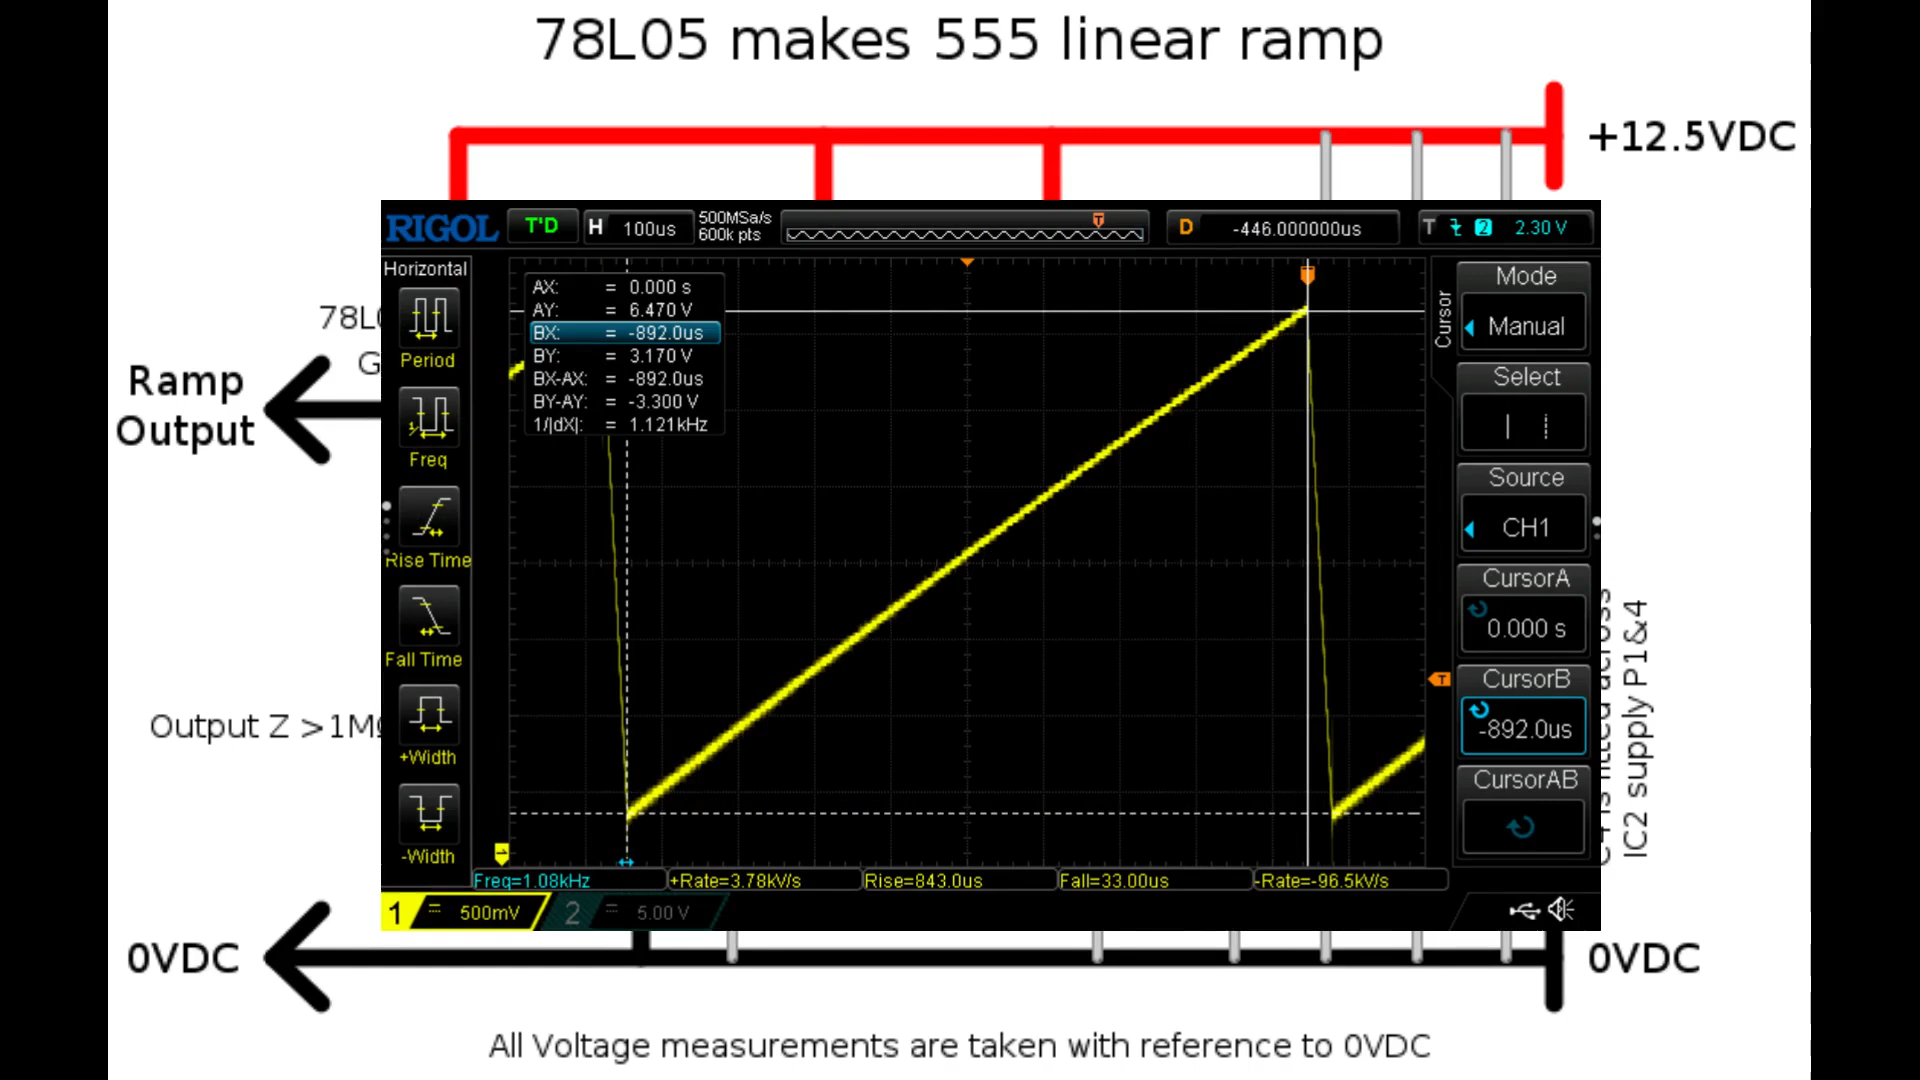 78L05 makes 555 linear ramp
+12.5VDC
RIGOL
T'D
H 100us
500MSa/s
600k pts
T
D -446.000000us
T 2 2.30 V
Horizontal
Period
Freq
Rise Time
Fall Time
+Width
-Width
AX: = 0.000 s
AY: = 6.470 V
BX: = -892.0us
BY: = 3.170 V
BX-AX: = -892.0us
BY-AY: = -3.300 V
1/|dX|: = 1.121kHz
Cursor
Mode
Manual
Select
Source
CH1
CursorA
0.000 s
CursorB
-892.0us
CursorAB
T
Freq=1.08kHz +Rate=3.78kV/s Rise=843.0us Fall=33.00us -Rate=-96.5kV/s
1 = 500mV 2 = 5.00 V
78L
G
Ramp
Output
Output Z >1M
IC2 supply P1&4
0VDC
0VDC
All Voltage measurements are taken with reference to 0VDC